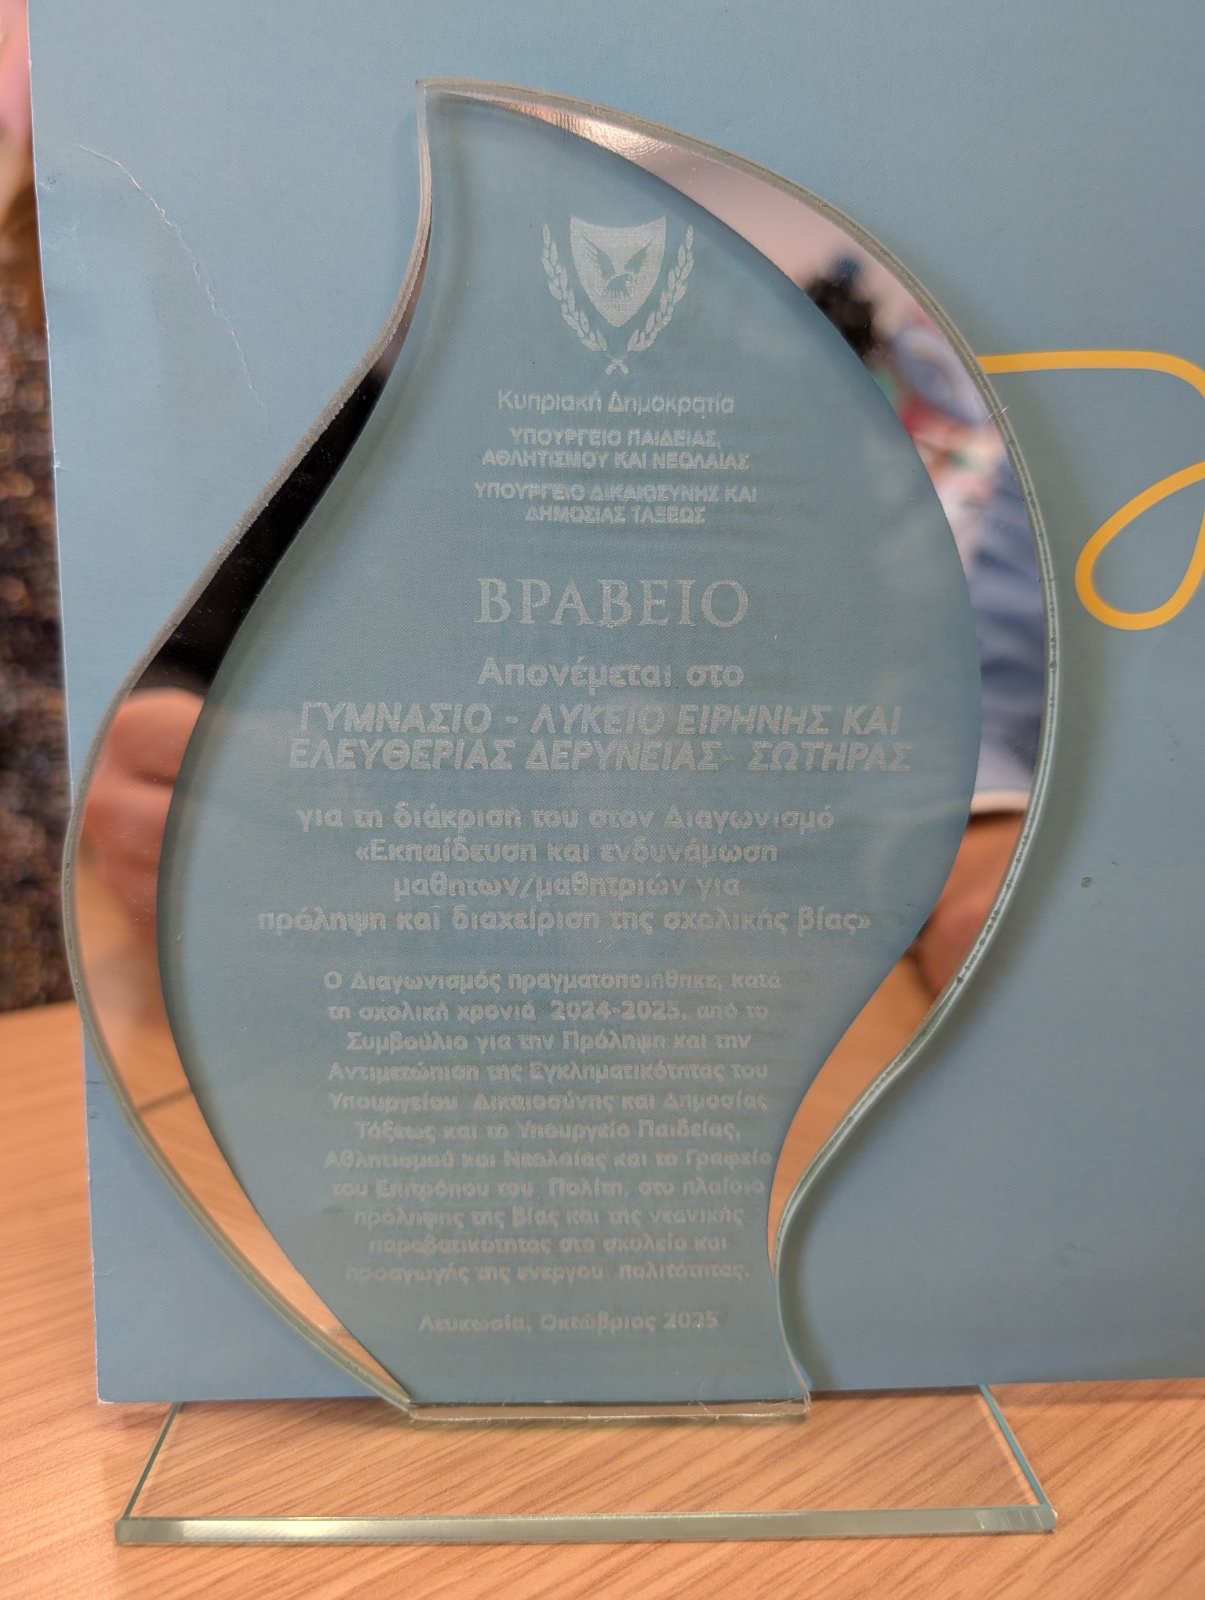 Κυπριακή Δημοκρατία
ΥΠΟΥΡΓΕΙΟ ΠΑΙΔΕΙΑΣ,
ΑΘΛΗΤΙΣΜΟΥ ΚΑΙ ΝΕΟΛΑΙΑΣ
ΥΠΟΥΡΓΕΙΟ ΔΙΚΑΙΟΣΥΝΗΣ ΚΑΙ
ΔΗΜΟΣΙΑΣ ΤΑΞΕΩΣ
ΒΡΑΒΕΙΟ
Απονέμεται στο
ΓΥΜΝΑΣΙΟ - ΛΥΚΕΙΟ ΕΙΡΗΝΗΣ ΚΑΙ
ΕΛΕΥΘΕΡΙΑΣ ΔΕΡΥΝΕΙΑΣ- ΣΩΤΗΡΑΣ
για τη διάκριση του στον Διαγωνισμό
«Εκπαίδευση και ενδυνάμωση
μαθητων/μαθητριών για
πρόληψη και διαχείριση της σχολικής βίας»
Ο Διαγωνισμός πραγματοποιήθηκε, κατά
τη σχολική χρονιά 2024-2025, από το
Συμβούλιο για την Πρόληψη και την
Αντιμετώπιση της Εγκληματικότητας του
Υπουργείου Δικαιοσύνης και Δημοσίας
Τάξεως και το Υπουργείο Παιδείας,
Αθλητισμού και Νεολαίας και το Γραφείο
του Επιτρόπου του Πολίτη, στο πλαίσιο
πρόληψης της βίας και της νεανικής
παραβατικότητας στο σχολείο και
προαγωγής της ενεργου πολιτότητας.
Λευκωσία, Οκτώβριος 2025